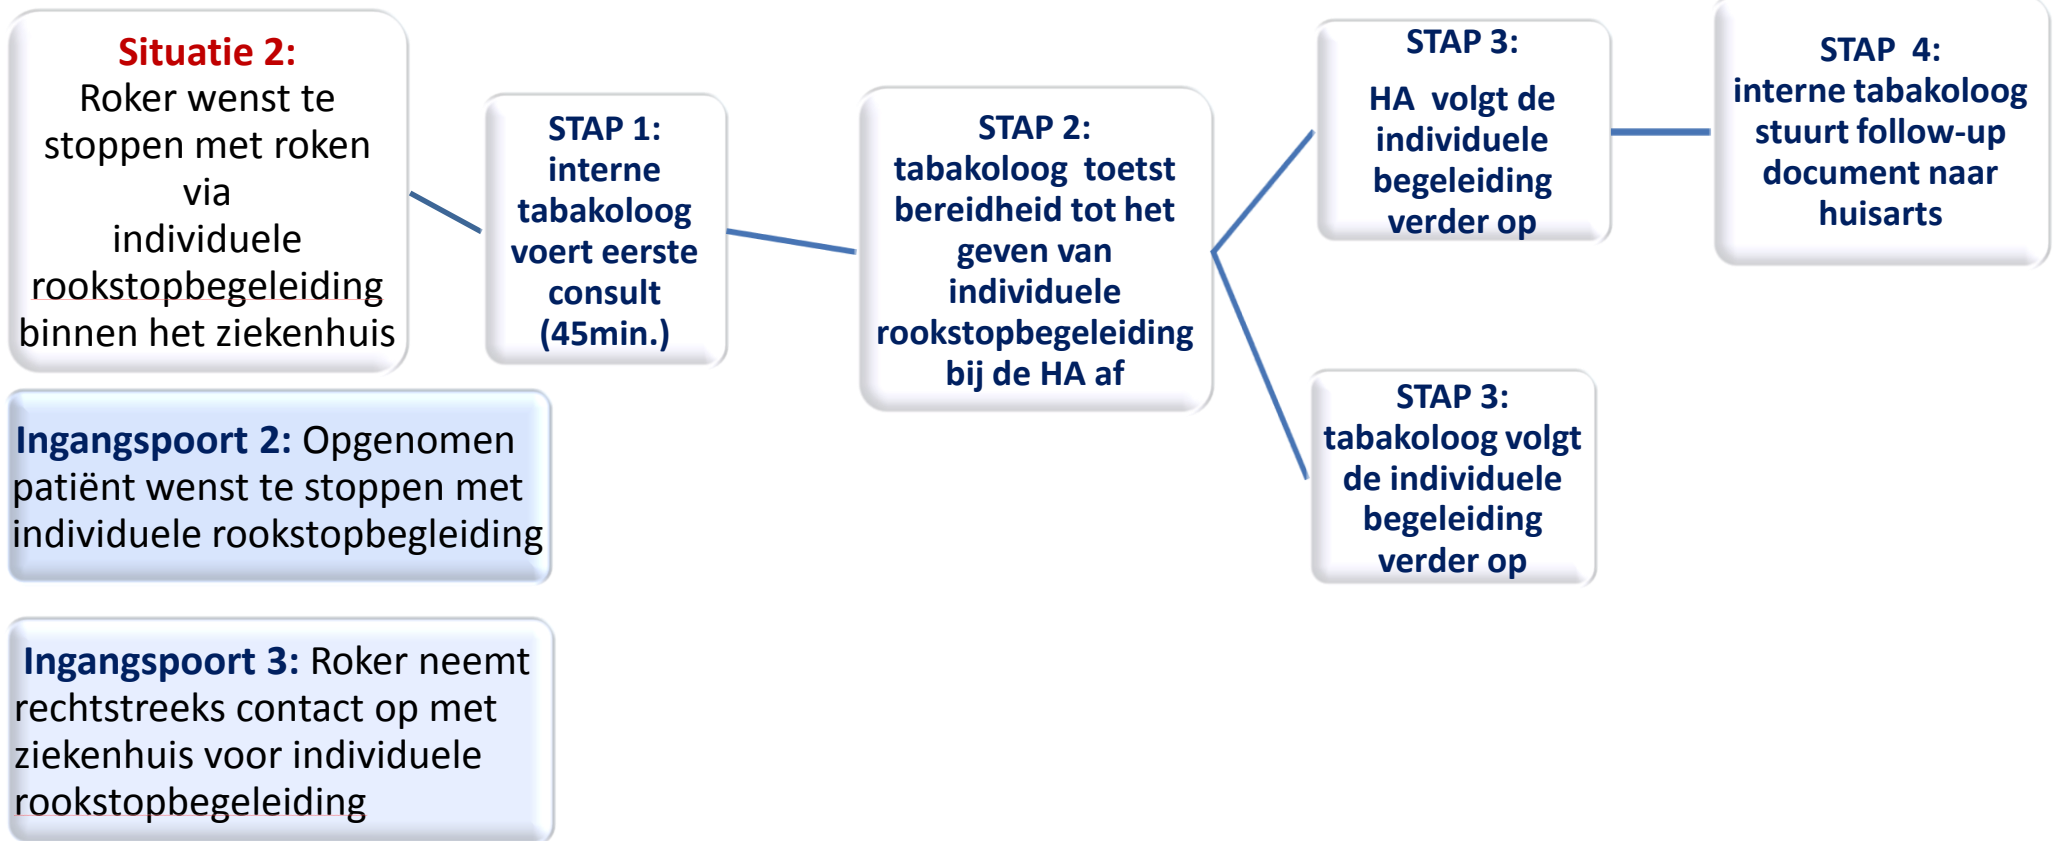 Situatie 2:
Roker wenst te
stoppen met roken
via
individuele
rookstopbegeleiding
binnen het ziekenhuis
Ingangspoort 2: Opgenomen
patiënt wenst te stoppen met
individuele rookstopbegleiding
Ingangspoort 3: Roker neemt
rechtstreeks contact op met
ziekenhuis voor individuele
rookstopbegeleiding
STAP 1:
interne
tabakoloog
voert eerste
consult
(45min.)
STAP 2:
tabakoloog toetst
bereidheid tot het
geven van
individuele
rookstopbegeleiding
bij de HA af
STAP 3:
HA volgt de
individuele
begeleiding
verder op
STAP 3:
tabakoloog volgt
de individuele
begeleiding
verder op
STAP 4:
interne tabakoloog
stuurt follow-up
document naar
huisarts